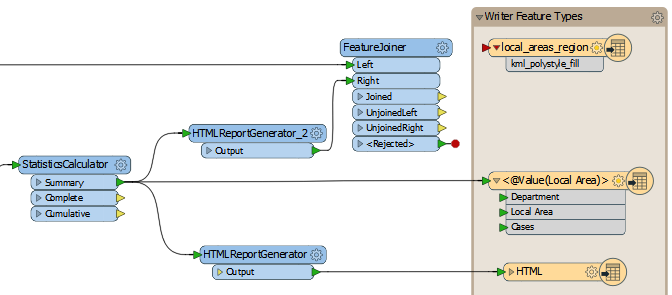 Writer Feature Types
FeatureJoiner
Left
Right
Joined
UnjoinedLeft
UnjoinedRight
<Rejected>
local_areas_region
kml_polystyle_fill
HTMLReportGenerator_2
Output
StatisticsCalculator
Summary
Complete
Cumulative
<@Value(Local Area)>
Department
Local Area
Cases
HTMLReportGenerator
Output
HTML